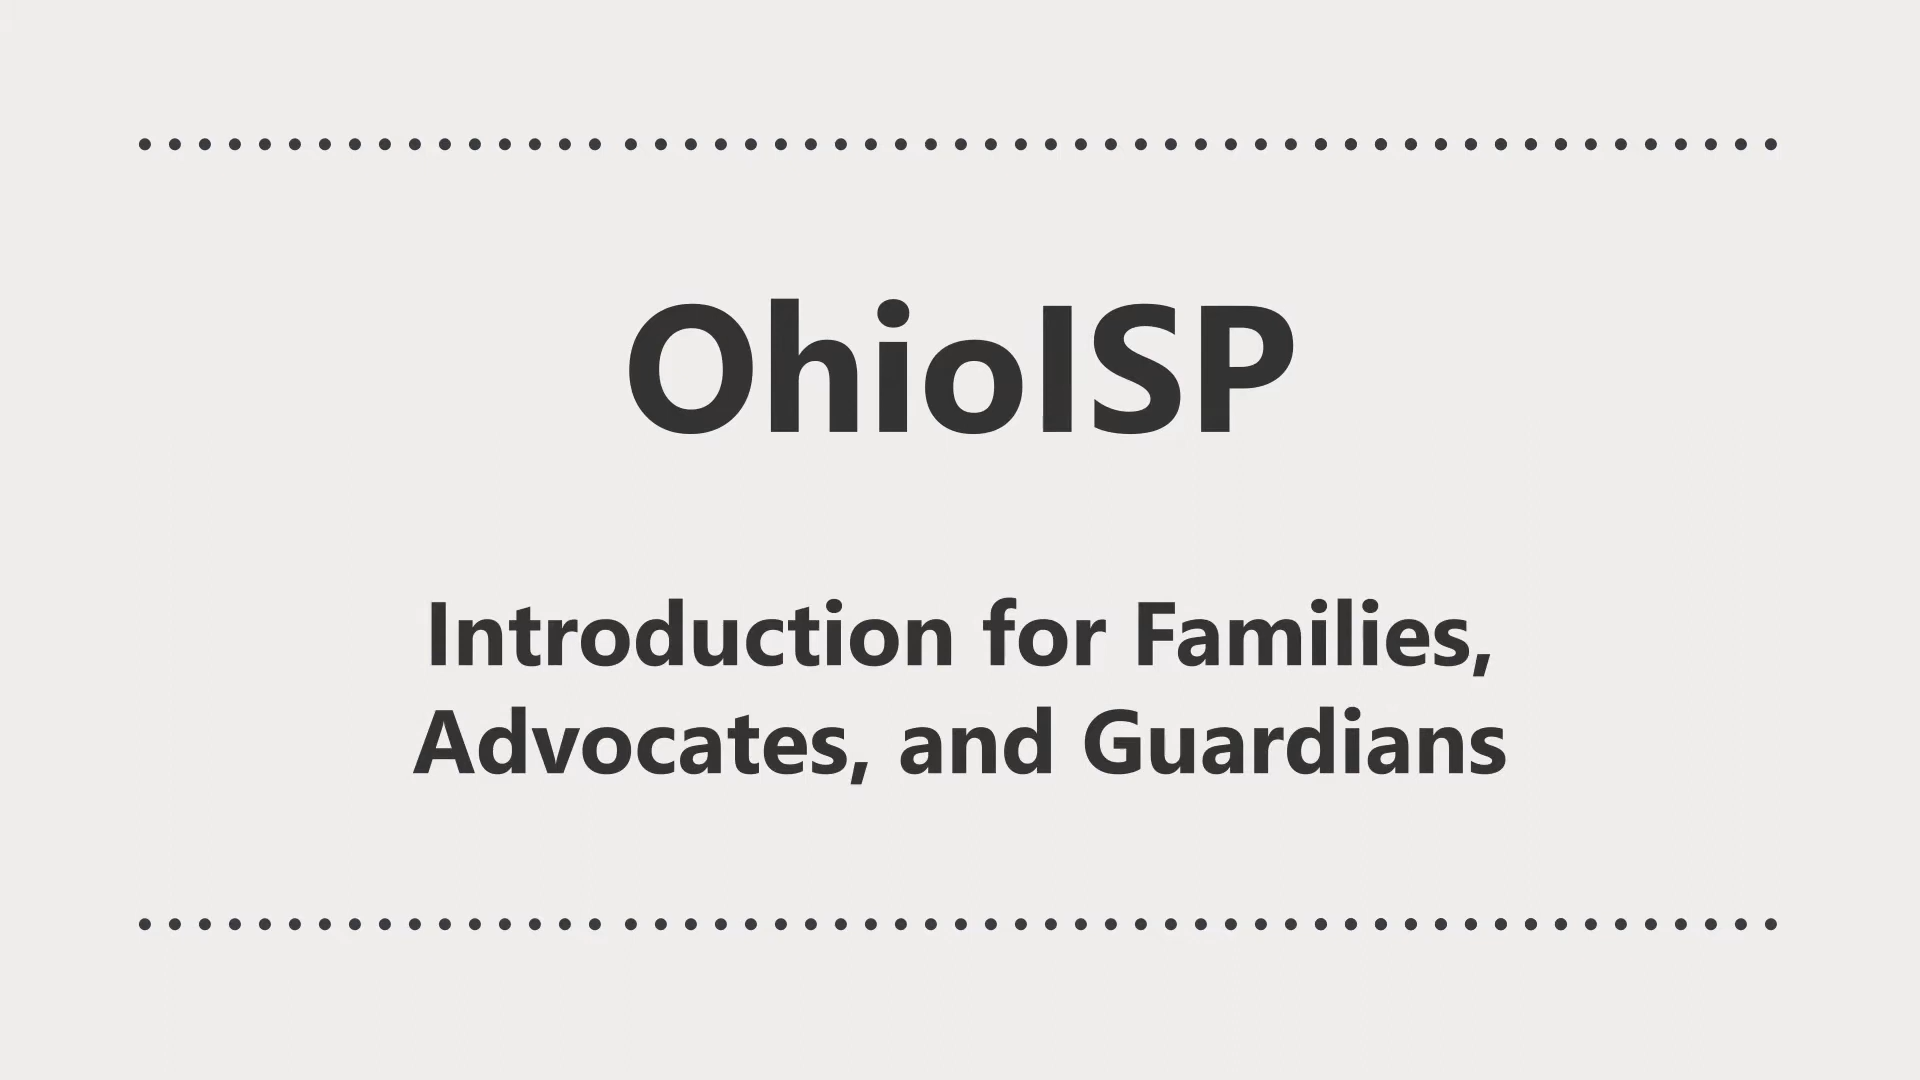 OhioISP
Introduction for Families,
Advocates, and Guardians